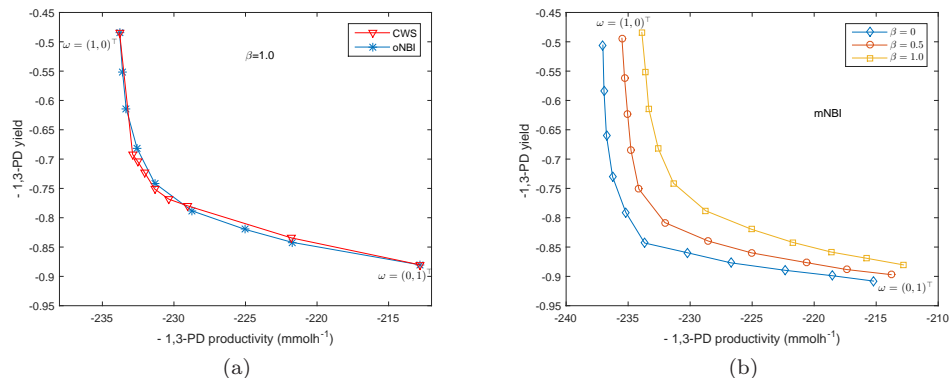 -0.4
-0.45
-0.5
-0.55
-0.6
-0.65
-0.7
-0.75
-0.8
-0.85
-0.9
-0.95
- 1,3-PD yield
ω = (1,0)⊤
β=1.0
CWS
oNBI
ω = (0,1)⊤
-235
-230
-225
-220
-215
- 1,3-PD productivity (mmolh-1)
(a)
-0.45
-0.5
-0.55
-0.6
-0.65
-0.7
-0.75
-0.8
-0.85
-0.9
-0.95
-1,3-PD yield
ω = (1,0)⊤
β = 0
β = 0.5
β = 1.0
mNBI
ω = (0,1)⊤
-240
-235
-230
-225
-220
-215
-210
- 1,3-PD productivity (mmolh-1)
(b)